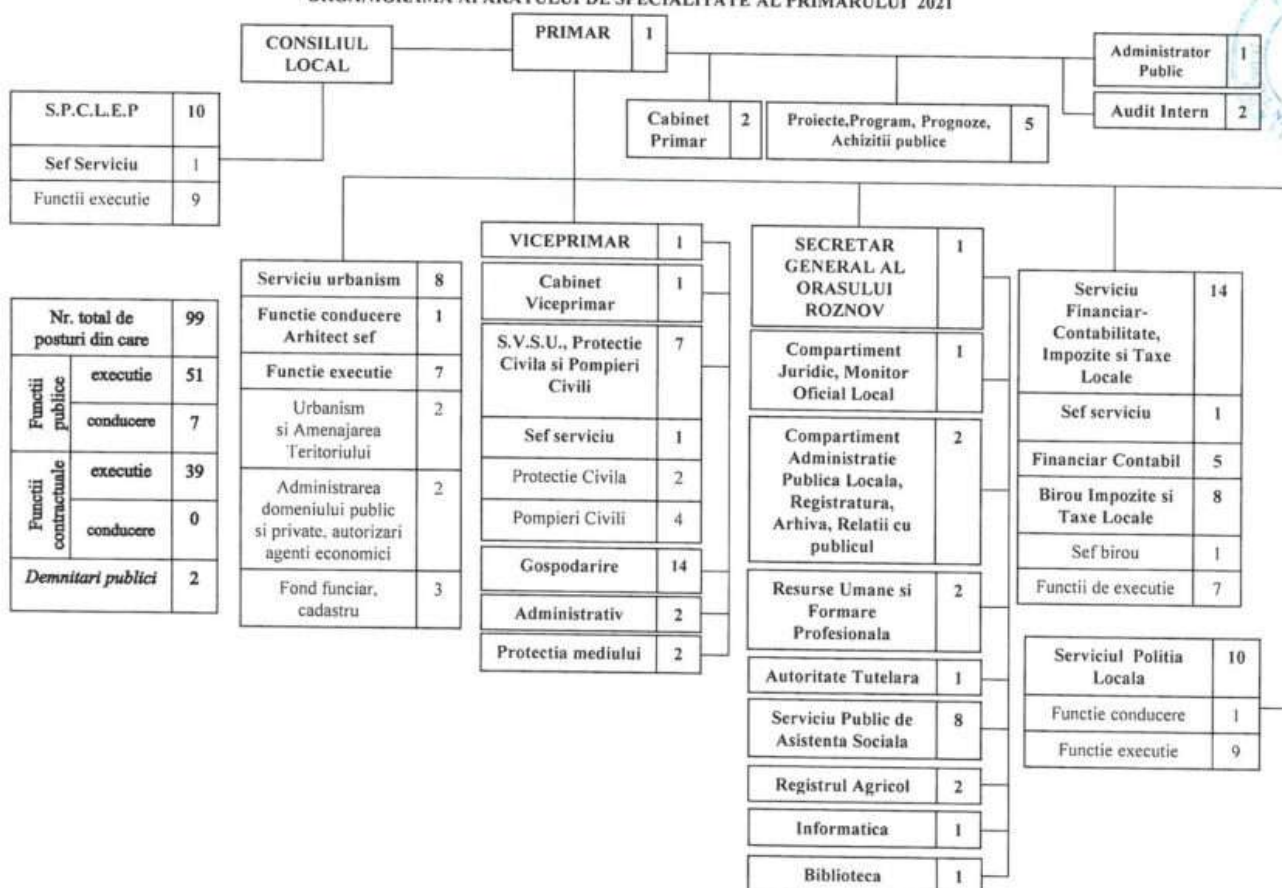 ORGANIGRAMA APARATULUI DE SPECIALITATE AL PRIMARULUI 2021
CONSILIUL
LOCAL
PRIMAR 1
Administrator
Public 1
Audit Intern 2
Cabinet
Primar 2
Proiecte,Program, Prognoze,
Achizitii publice 5
S.P.C.L.E.P 10
Sef Serviciu 1
Functii executie 9
Nr. total de
posturi din care 99
Functii
publice
executie 51
conducere 7
Functii
contractuale
executie 39
conducere 0
Demnitari publici 2
Serviciu urbanism 8
Functie conducere
Arhitect sef 1
Functie executie 7
Urbanism
si Amenajarea
Teritoriului 2
Administrarea
domeniului public
si private, autorizari
agenti economici 2
Fond funciar,
cadastru 3
VICEPRIMAR 1
Cabinet
Viceprimar 1
S.V.S.U., Protectie
Civila si Pompieri
Civili 7
Sef serviciu 1
Protectie Civila 2
Pompieri Civili 4
Gospodarire 14
Administrativ 2
Protectia mediului 2
SECRETAR
GENERAL AL
ORASULUI
ROZNOV 1
Compartiment
Juridic, Monitor
Oficial Local 1
Compartiment
Administratie
Publica Locala,
Registratura,
Arhiva, Relatii cu
publicul 2
Resurse Umane si
Formare
Profesionala 2
Autoritate Tutelara 1
Serviciu Public de
Asistenta Sociala 8
Registrul Agricol 2
Informatica 1
Biblioteca 1
Serviciu
Financiar-
Contabilitate,
Impozite si Taxe
Locale 14
Sef serviciu 1
Financiar Contabil 5
Birou Impozite si
Taxe Locale 8
Sef birou 1
Functii de executie 7
Serviciul Politia
Locala 10
Functie conducere 1
Functie executie 9